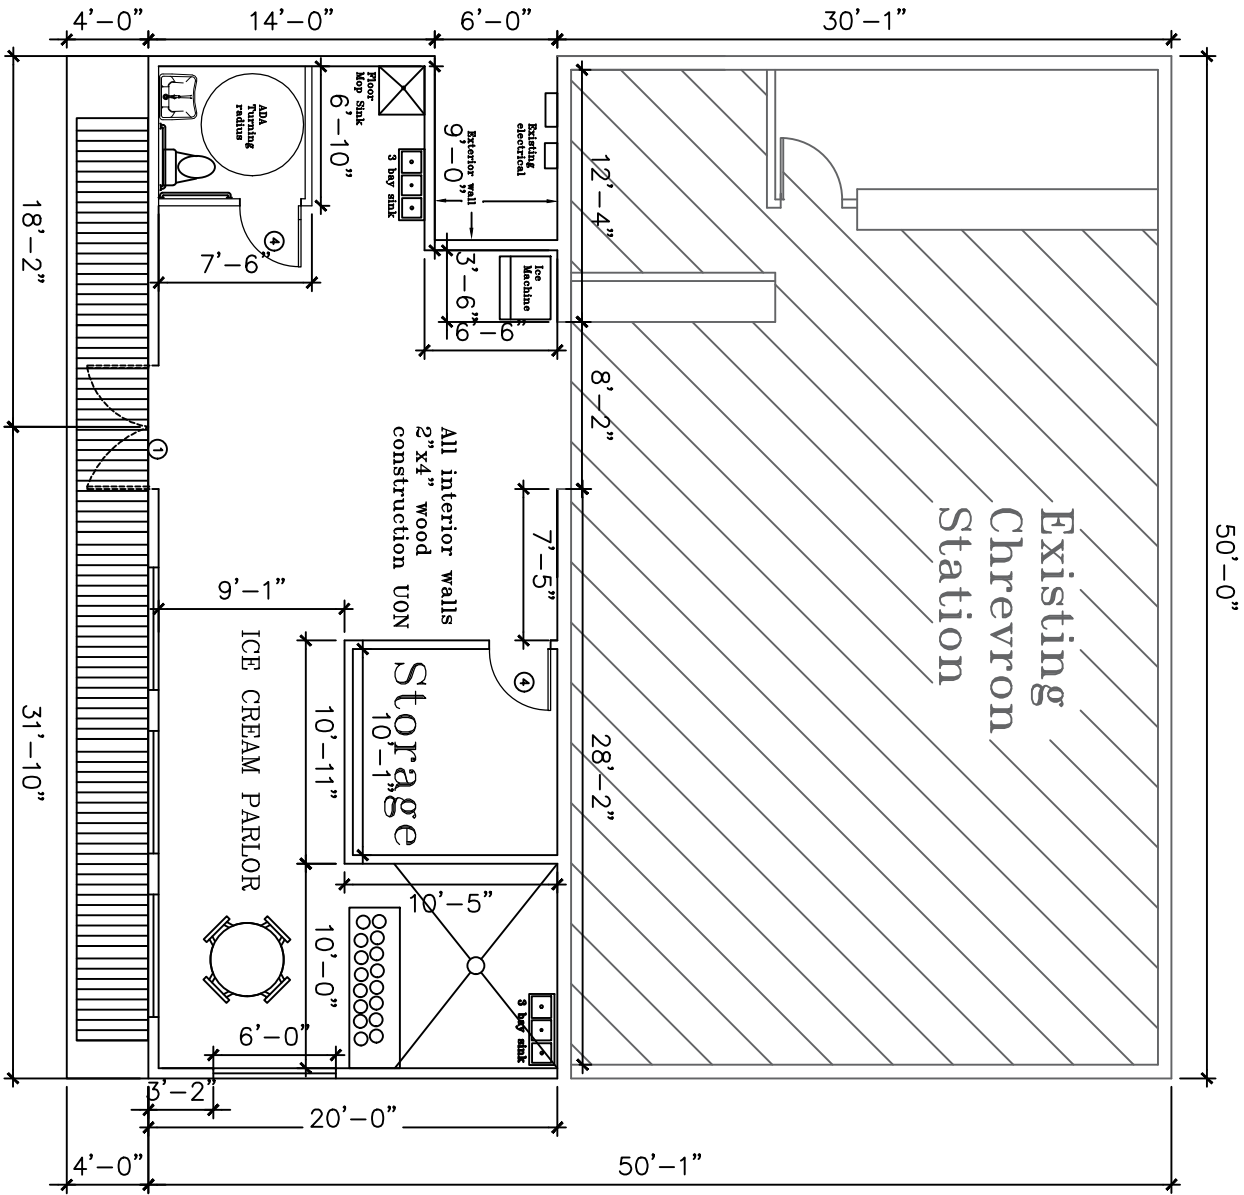 4'-0"
14'-0"
6'-0"
30'-1"
50'-0"
18'-2"
31'-10"
ADA
Turning
radius
6'-10"
Floor
Mop Sink
3 bay sink
9'-0"
Exterior wall
Existing
electrical
12'-4"
4
7'-6"
3'-6"
Ice
Machine
6'-6"
8'-2"
1
All interior walls
2"x4" wood
construction UON
7'-5"
Existing
Chrevron
Station
9'-1"
ICE CREAM PARLOR
4
Storage
10'-1"
10'-11"
28'-2"
10'-5"
10'-0"
3 bay sink
6'-0"
3'-2"
20'-0"
4'-0"
50'-1"